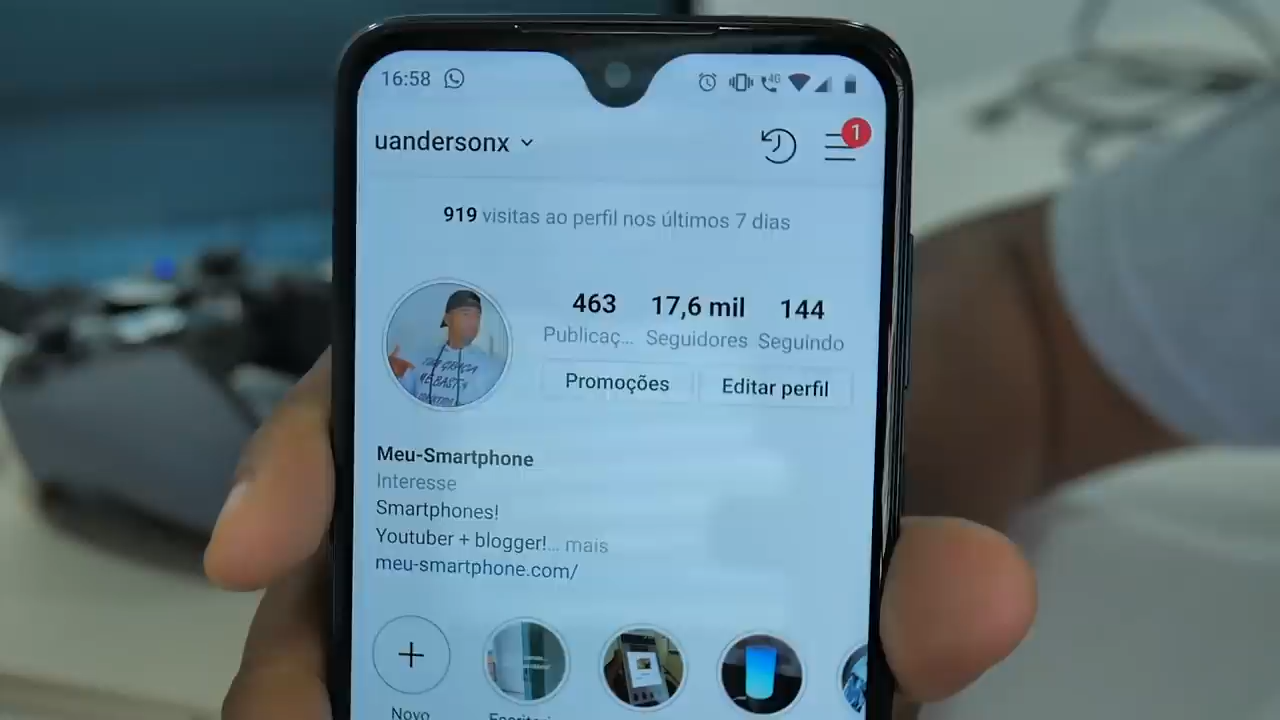 16:58
4G
uandersonx
1
919 visitas ao perfil nos últimos 7 dias
463 17,6 mil 144
Publicaç... Seguidores Seguindo
Promoções Editar perfil
Meu-Smartphone
Interesse
Smartphones!
Youtuber + blogger!... mais
meu-smartphone.com/
Novo